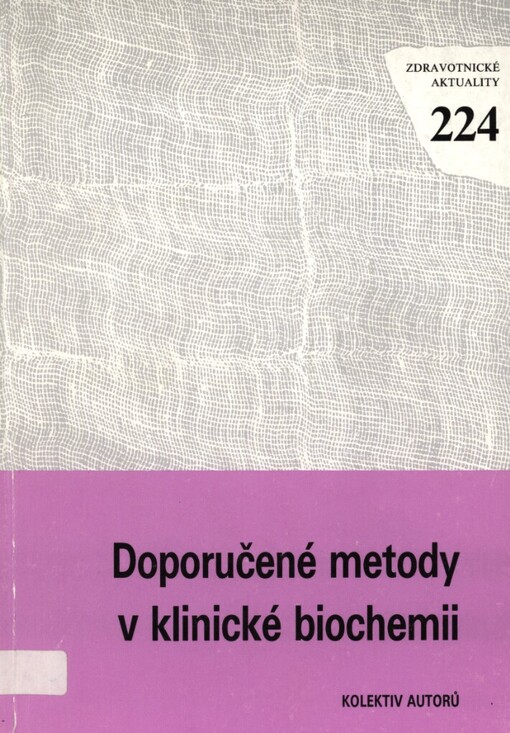 ZDRAVOTNICKÉ
AKTUALITY
224
Doporučené metody
v klinické biochemii
KOLEKTIV AUTORŮ